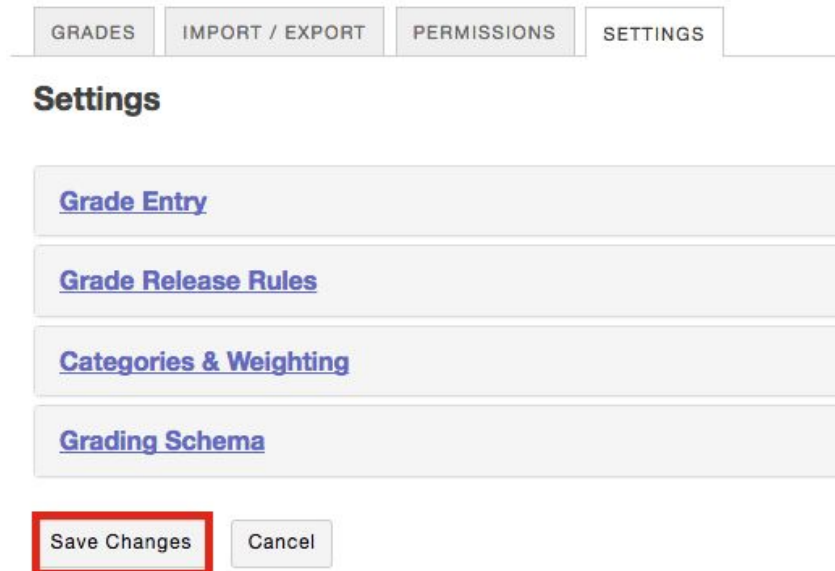 GRADES IMPORT / EXPORT PERMISSIONS SETTINGS
Settings
Grade Entry
Grade Release Rules
Categories & Weighting
Grading Schema
Save Changes Cancel